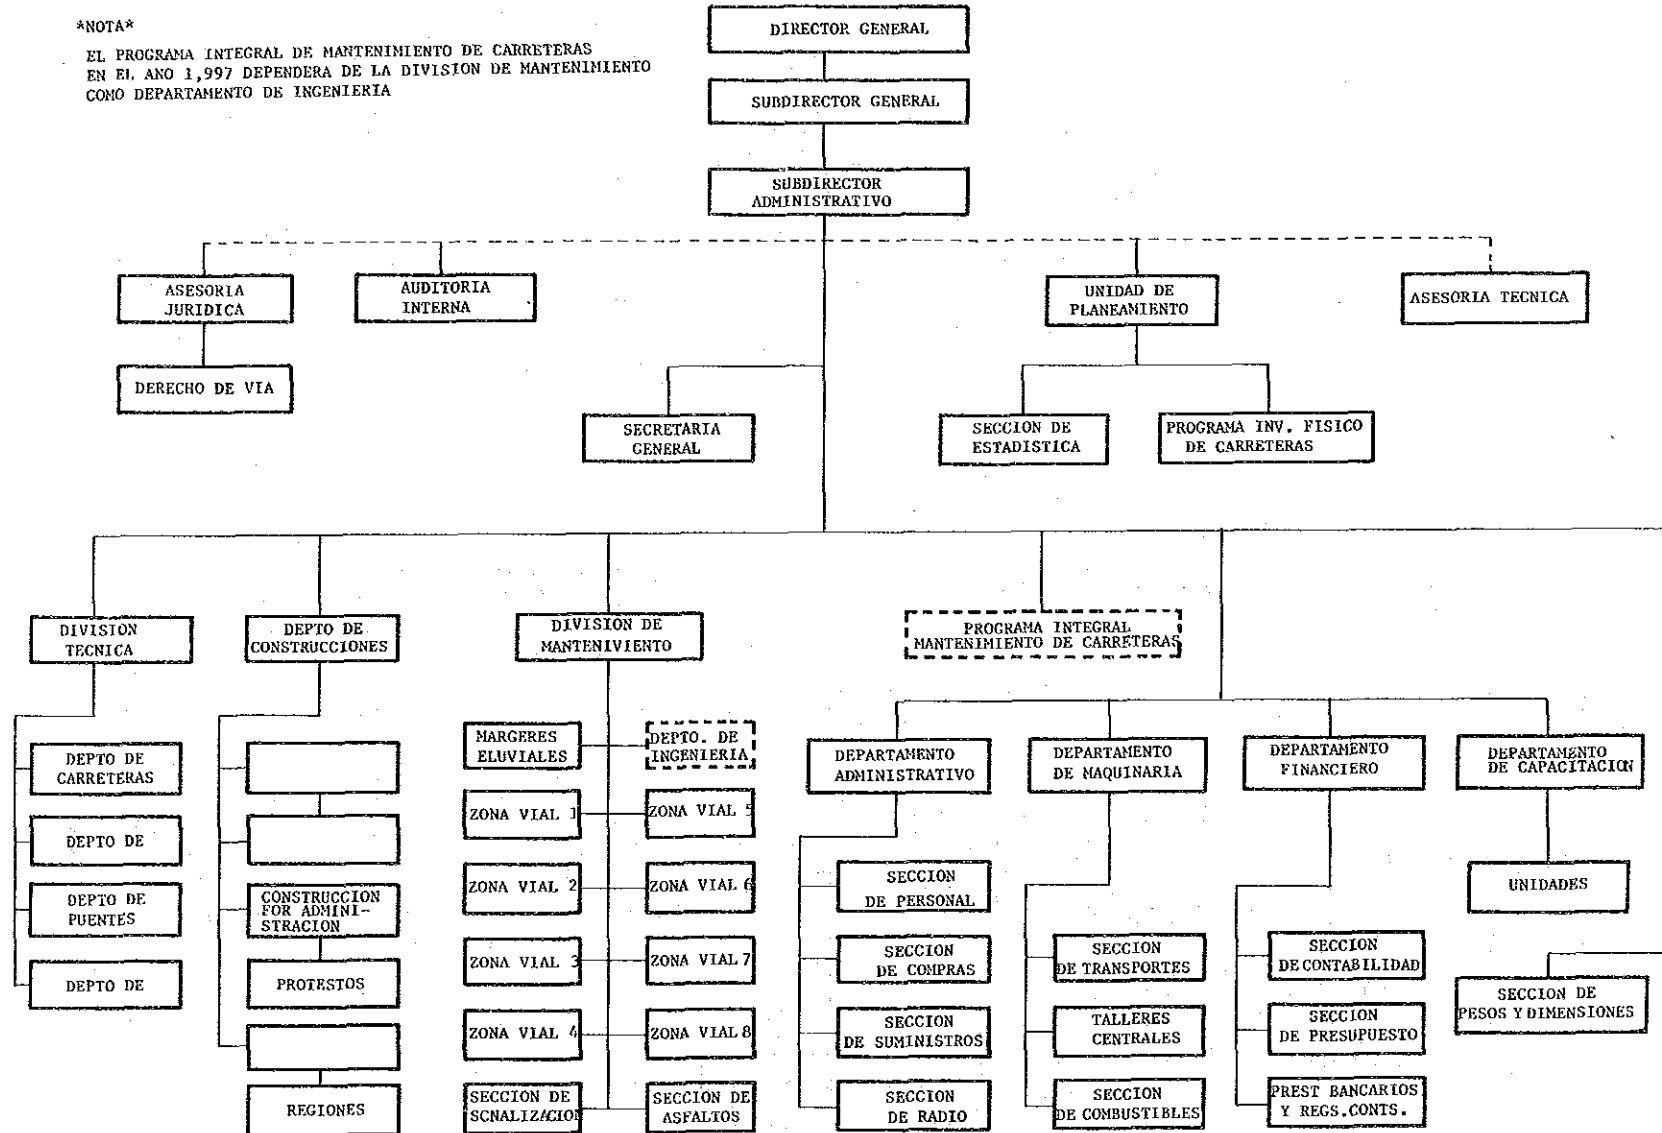 *NOTA*
EL PROGRAMA INTEGRAL DE MANTENIMIENTO DE CARRETERAS
EN EL ANO 1,997 DEPENDERA DE LA DIVISION DE MANTENIMIENTO
COMO DEPARTAMENTO DE INGENIERIA
DIRECTOR GENERAL
SUBDIRECTOR GENERAL
SUBDIRECTOR
ADMINISTRATIVO
ASESORIA
JURIDICA
AUDITORIA
INTERNA
UNIDAD DE
PLANEAMIENTO
ASESORIA TECNICA
DERECHO DE VIA
SECRETARIA
GENERAL
SECCION DE
ESTADISTICA
PROGRAMA INV. FISICO
DE CARRETERAS
DIVISION
TECNICA
DEPTO DE
CONSTRUCCIONES
DIVISION DE
MANTENIVIENTO
PROGRAMA INTEGRAL
MANTENIMIENTO DE CARRETERAS
DEPTO DE
CARRETERAS
DEPTO DE
DEPTO DE
PUENTES
DEPTO DE
CONSTRUCCION
FOR ADMINI-
STRACION
PROTESTOS
REGIONES
MARGERES
ELUVIALES
DEPTO. DE
INGENIERIA
ZONA VIAL 1
ZONA VIAL 5
ZONA VIAL 2
ZONA VIAL 6
ZONA VIAL 3
ZONA VIAL 7
ZONA VIAL 4
ZONA VIAL 8
SECCION DE
SCNALIZACION
SECCION DE
ASFALTOS
DEPARTAMENTO
ADMINISTRATIVO
DEPARTAMENTO
DE MAQUINARIA
DEPARTAMENTO
FINANCIERO
DEPARTAMENTO
DE CAPACITACION
SECCION
DE PERSONAL
SECCION
DE COMPRAS
SECCION
DE SUMINISTROS
SECCION
DE RADIO
SECCION
DE TRANSPORTES
TALLERES
CENTRALES
SECCION
DE COMBUSTIBLES
SECCION
DE CONTABILIDAD
SECCION
DE PRESUPUESTO
PREST BANCARIOS
Y REGS.CONTS.
UNIDADES
SECCION DE
PESOS Y DIMENSIONES